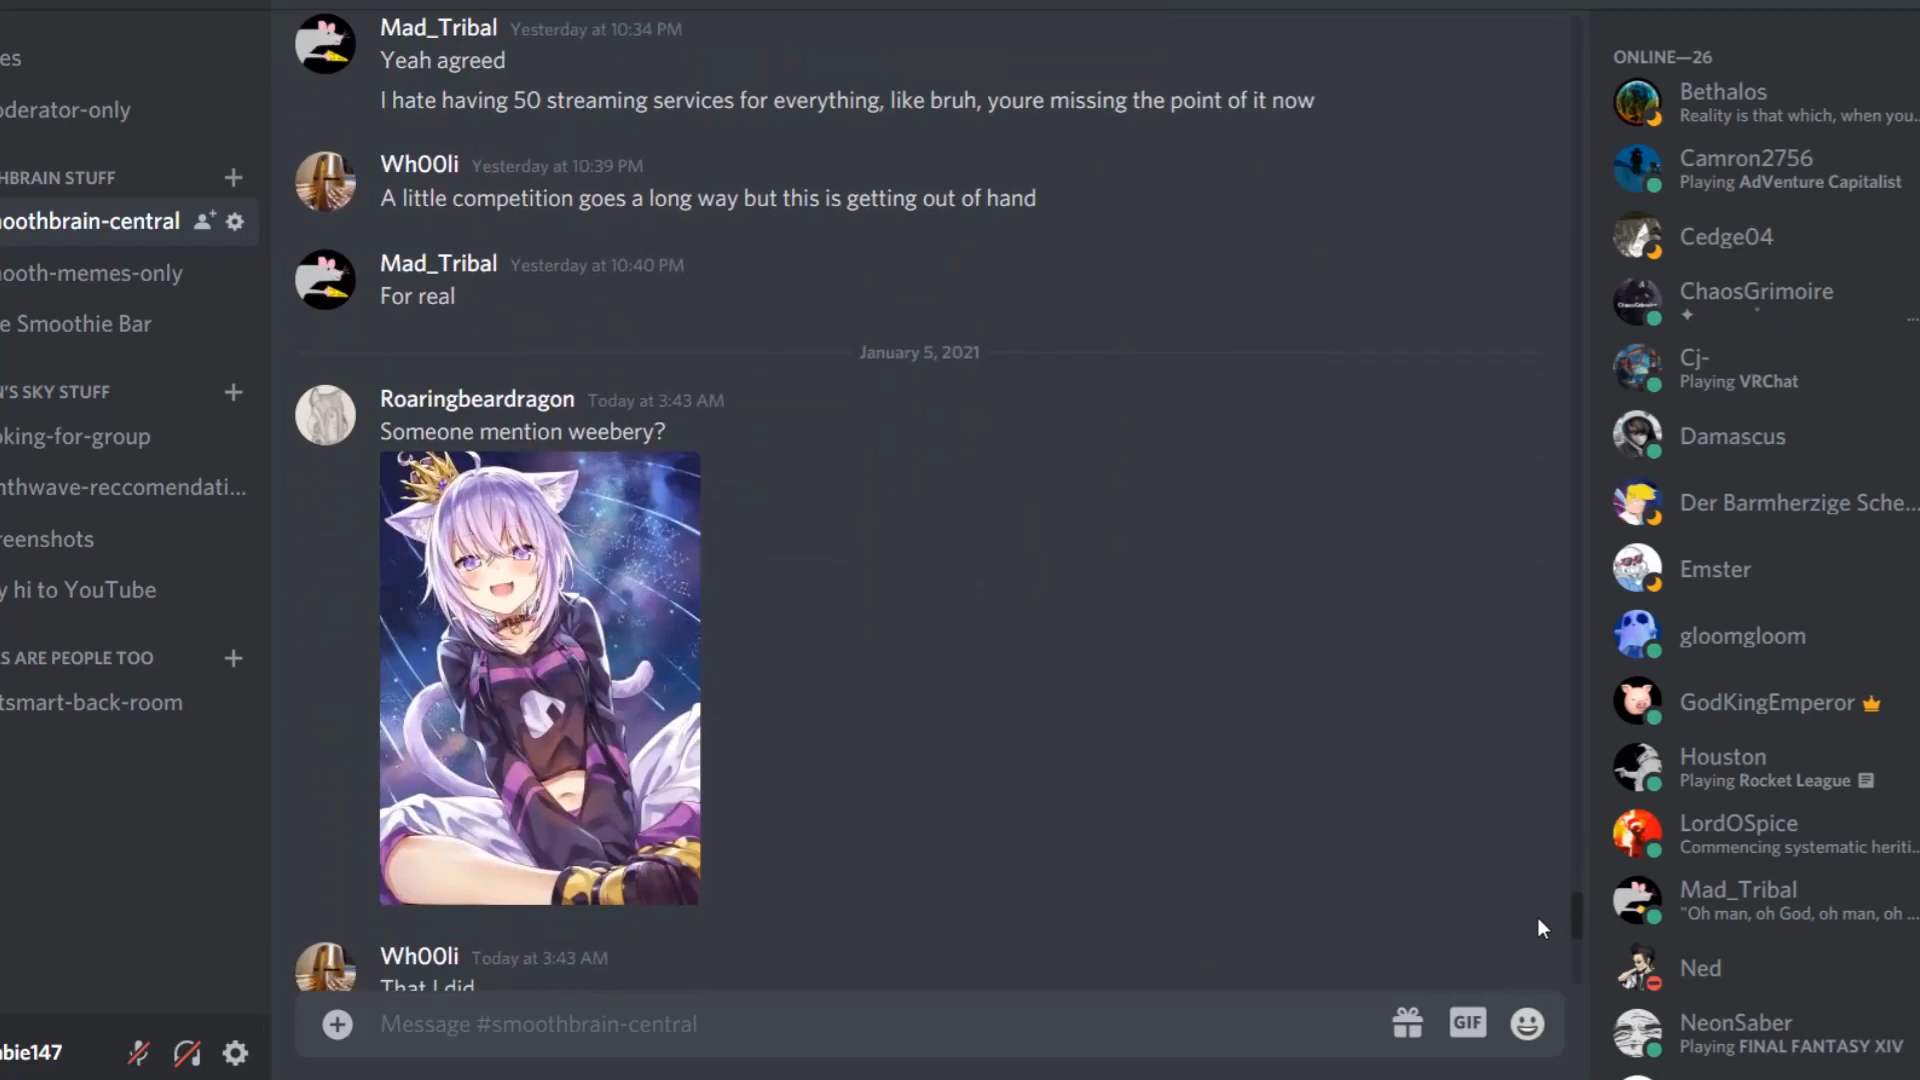 es
oderator-only
HBRAIN STUFF
oothbrain-central
ooth-memes-only
e Smoothie Bar
N'S SKY STUFF
king-for-group
nthwave-reccomendati...
reenshots
y hi to YouTube
S ARE PEOPLE TOO
tsmart-back-room
bie147
Mad_Tribal Yesterday at 10:34 PM
Yeah agreed
I hate having 50 streaming services for everything, like bruh, youre missing the point of it now
Wh00li Yesterday at 10:39 PM
A little competition goes a long way but this is getting out of hand
Mad_Tribal Yesterday at 10:40 PM
For real
January 5, 2021
Roaringbeardragon Today at 3:43 AM
Someone mention weebery?
Wh00li Today at 3:43 AM
That I did
Message #smoothbrain-central
GIF
ONLINE—26
Bethalos
Reality is that which, when you...
Camron2756
Playing AdVenture Capitalist
Cedge04
ChaosGrimoire
...
Cj-
Playing VRChat
Damascus
Der Barmherzige Sche...
Emster
gloomgloom
GodKingEmperor
Houston
Playing Rocket League
LordOSpice
Commencing systematic heriti...
Mad_Tribal
"Oh man, oh God, oh man, oh ...
Ned
NeonSaber
Playing FINAL FANTASY XIV